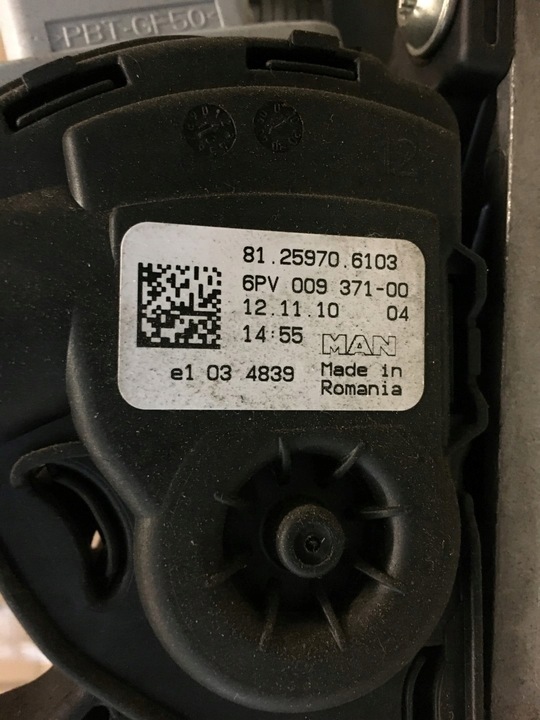 >PBT-GF50<
12
81.25970.6103
6PV 009 371-00
12.11.10 04
14:55 MAN
e1 03 4839 Made in
Romania